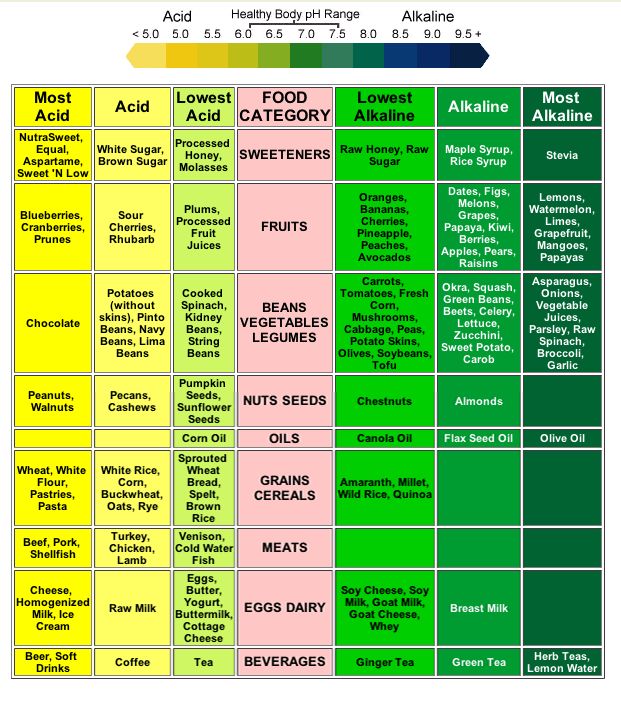 Acid Healthy Body pH Range Alkaline
< 5.0 5.0 5.5 6.0 6.5 7.0 7.5 8.0 8.5 9.0 9.5 +
Most
Acid
Acid
Lowest
Acid
FOOD
CATEGORY
Lowest
Alkaline
Alkaline
Most
Alkaline
NutraSweet,
Equal,
Aspartame,
Sweet 'N Low
White Sugar,
Brown Sugar
Processed
Honey,
Molasses
SWEETENERS
Raw Honey, Raw
Sugar
Maple Syrup,
Rice Syrup
Stevia
Blueberries,
Cranberries,
Prunes
Sour
Cherries,
Rhubarb
Plums,
Processed
Fruit
Juices
FRUITS
Oranges,
Bananas,
Cherries,
Pineapple,
Peaches,
Avocados
Dates, Figs,
Melons,
Grapes,
Papaya, Kiwi,
Berries,
Apples, Pears,
Raisins
Lemons,
Watermelon,
Limes,
Grapefruit,
Mangoes,
Papayas
Chocolate
Potatoes
(without
skins), Pinto
Beans, Navy
Beans, Lima
Beans
Cooked
Spinach,
Kidney
Beans,
String
Beans
BEANS
VEGETABLES
LEGUMES
Carrots,
Tomatoes, Fresh
Corn,
Mushrooms,
Cabbage, Peas,
Potato Skins,
Olives, Soybeans,
Tofu
Okra, Squash,
Green Beans,
Beets, Celery,
Lettuce,
Zucchini,
Sweet Potato,
Carob
Asparagus,
Onions,
Vegetable
Juices,
Parsley, Raw
Spinach,
Broccoli,
Garlic
Peanuts,
Walnuts
Pecans,
Cashews
Pumpkin
Seeds,
Sunflower
Seeds
NUTS SEEDS
Chestnuts
Almonds
Corn Oil
OILS
Canola Oil
Flax Seed Oil
Olive Oil
Wheat, White
Flour,
Pastries,
Pasta
White Rice,
Corn,
Buckwheat,
Oats, Rye
Sprouted
Wheat
Bread,
Spelt,
Brown
Rice
GRAINS
CEREALS
Amaranth, Millet,
Wild Rice, Quinoa
Beef, Pork,
Shellfish
Turkey,
Chicken,
Lamb
Venison,
Cold Water
Fish
MEATS
Cheese,
Homogenized
Milk, Ice
Cream
Raw Milk
Eggs,
Butter,
Yogurt,
Buttermilk,
Cottage
Cheese
EGGS DAIRY
Soy Cheese, Soy
Milk, Goat Milk,
Goat Cheese,
Whey
Breast Milk
Beer, Soft
Drinks
Coffee
Tea
BEVERAGES
Ginger Tea
Green Tea
Herb Teas,
Lemon Water